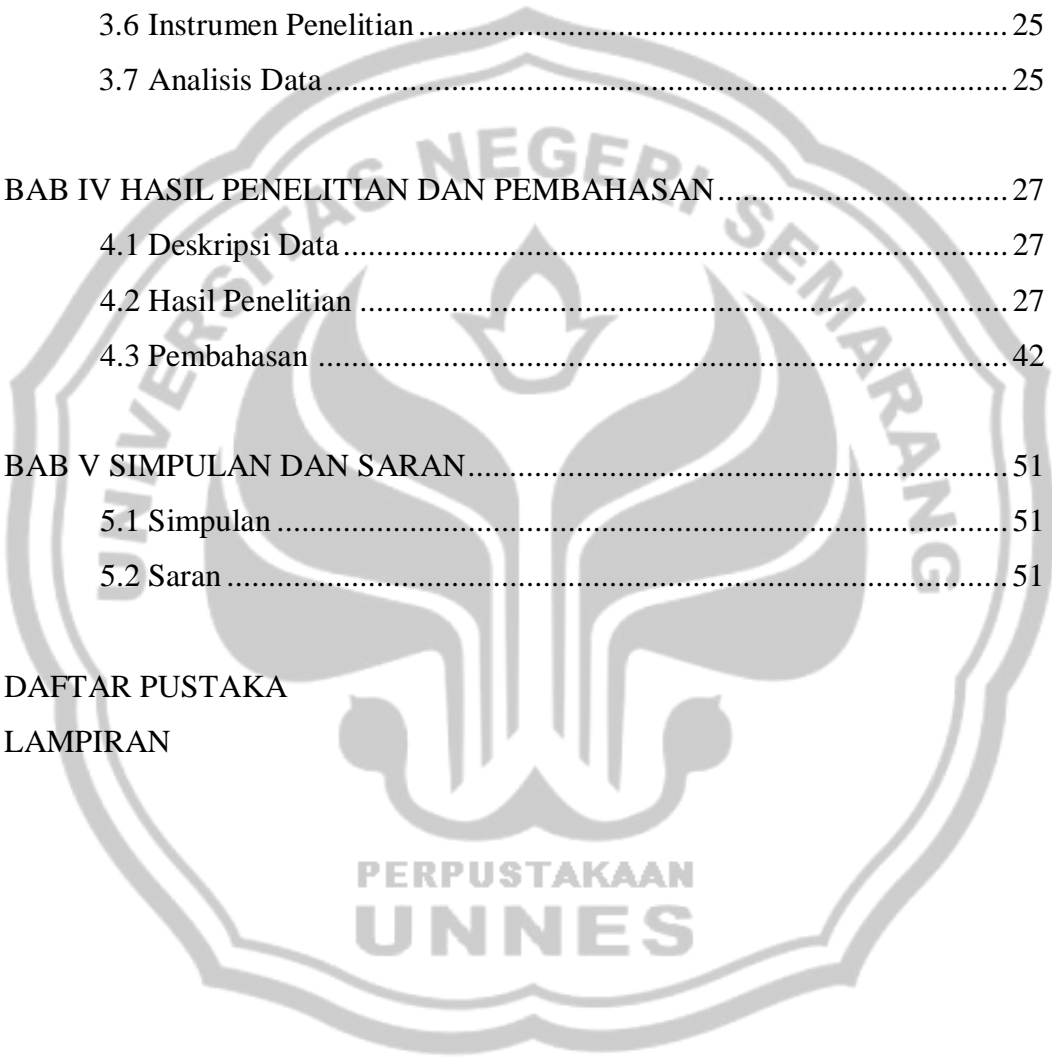 3.6 Instrumen Penelitian ........................................................................... 25
3.7 Analisis Data ...................................................................................... 25
BAB IV HASIL PENELITIAN DAN PEMBAHASAN ..................................... 27
4.1 Deskripsi Data .................................................................................... 27
4.2 Hasil Penelitian .................................................................................. 27
4.3 Pembahasan ....................................................................................... 42
BAB V SIMPULAN DAN SARAN ..................................................................... 51
5.1 Simpulan ............................................................................................. 51
5.2 Saran ................................................................................................... 51
DAFTAR PUSTAKA
LAMPIRAN
UNIVERSITAS NEGERI SEMARANG
PERPUSTAKAAN
UNNES